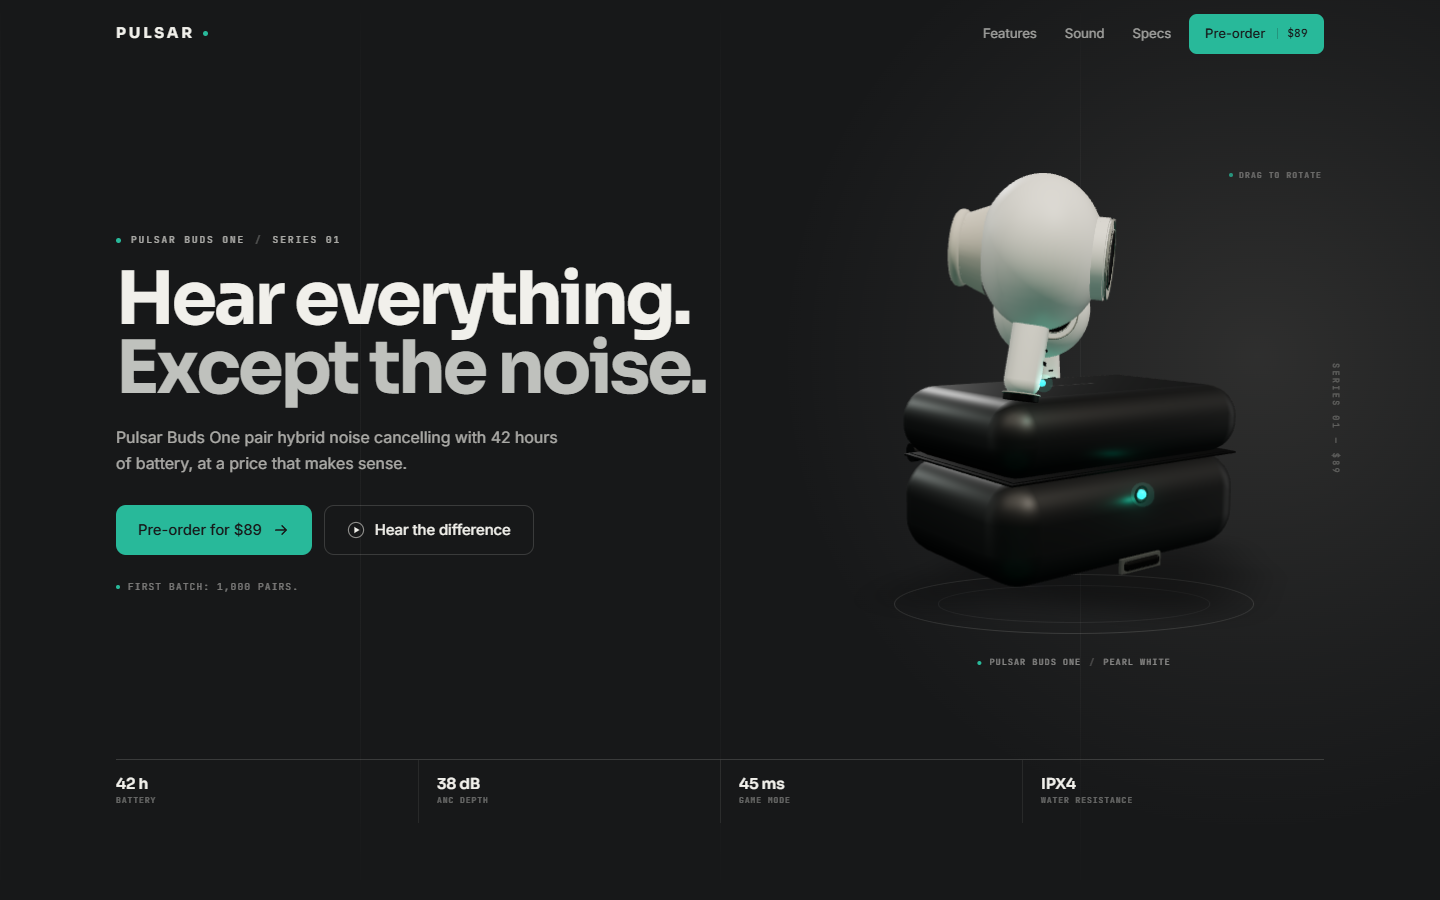 PULSAR
Features
Sound
Specs
Pre-order | $89
DRAG TO ROTATE
PULSAR BUDS ONE / SERIES 01
Hear everything.
Except the noise.
Pulsar Buds One pair hybrid noise cancelling with 42 hours
of battery, at a price that makes sense.
Pre-order for $89 →
Hear the difference
FIRST BATCH: 1,000 PAIRS.
SERIES 01 — $89
PULSAR BUDS ONE / PEARL WHITE
42 h
BATTERY
38 dB
ANC DEPTH
45 ms
GAME MODE
IPX4
WATER RESISTANCE